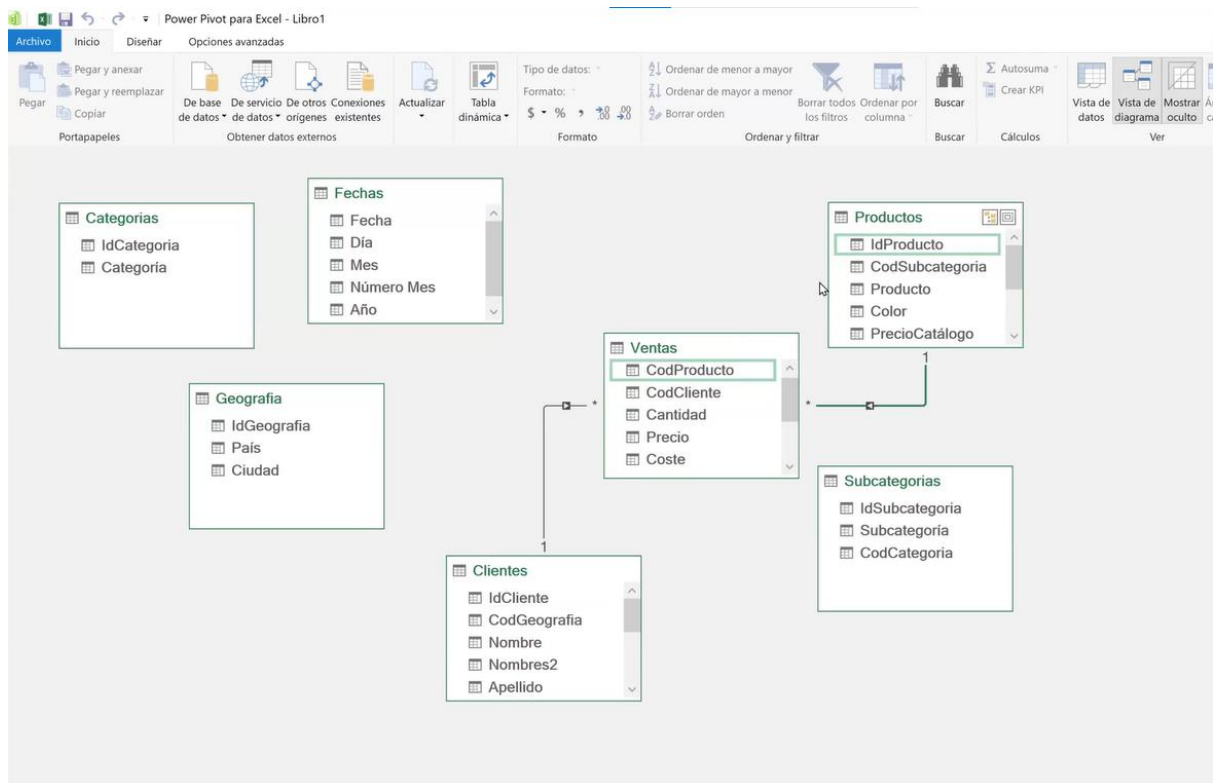 Power Pivot para Excel - Libro1
Archivo Inicio Diseñar Opciones avanzadas
Pegar
Pegar y anexar
Pegar y reemplazar
Copiar
Portapapeles
De base de datos
De servicio de datos
De otros orígenes
Conexiones existentes
Obtener datos externos
Actualizar
Tabla dinámica
Tipo de datos:
Formato:
$ % , .00
Formato
Ordenar de menor a mayor
Ordenar de mayor a menor
Borrar orden
Borrar todos los filtros
Ordenar por columna
Ordenar y filtrar
Buscar
Buscar
Autosuma
Crear KPI
Cálculos
Vista de datos
Vista de diagrama
Mostrar oculto
Ver
Categorias
IdCategoria
Categoría
Fechas
Fecha
Día
Mes
Número Mes
Año
Productos
IdProducto
CodSubcategoria
Producto
Color
PrecioCatálogo
1
Ventas
CodProducto
CodCliente
Cantidad
Precio
Coste
*
*
Geografia
IdGeografia
País
Ciudad
Subcategorias
IdSubcategoria
Subcategoría
CodCategoria
1
Clientes
IdCliente
CodGeografia
Nombre
Nombres2
Apellido